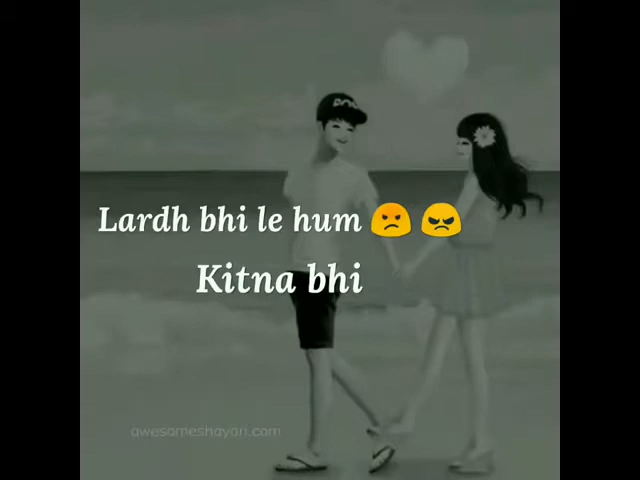 Lardh bhi le hum 😡 😠
Kitna bhi
awesomeshayari.com